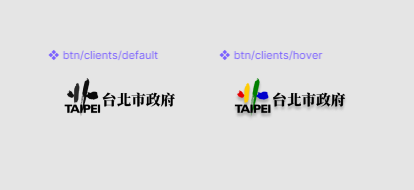 btn/clients/default
btn/clients/hover
TAIPEI 台北市政府
TAIPEI 台北市政府